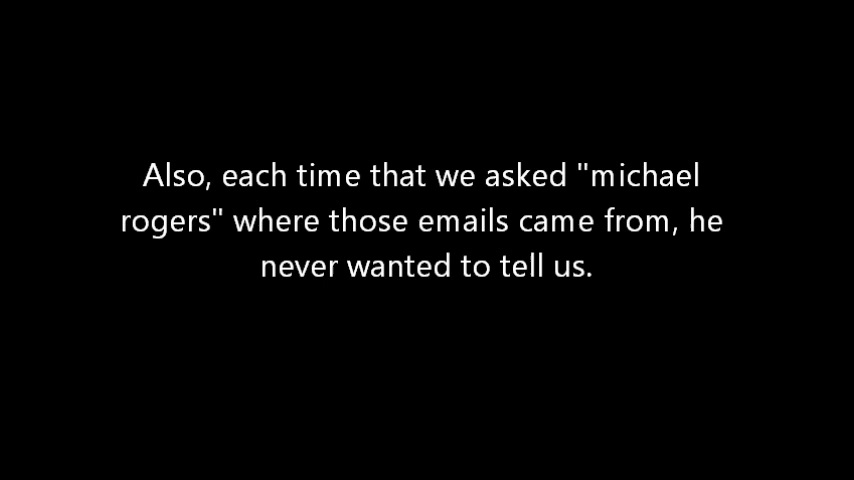 Also, each time that we asked "michael
rogers" where those emails came from, he
never wanted to tell us.